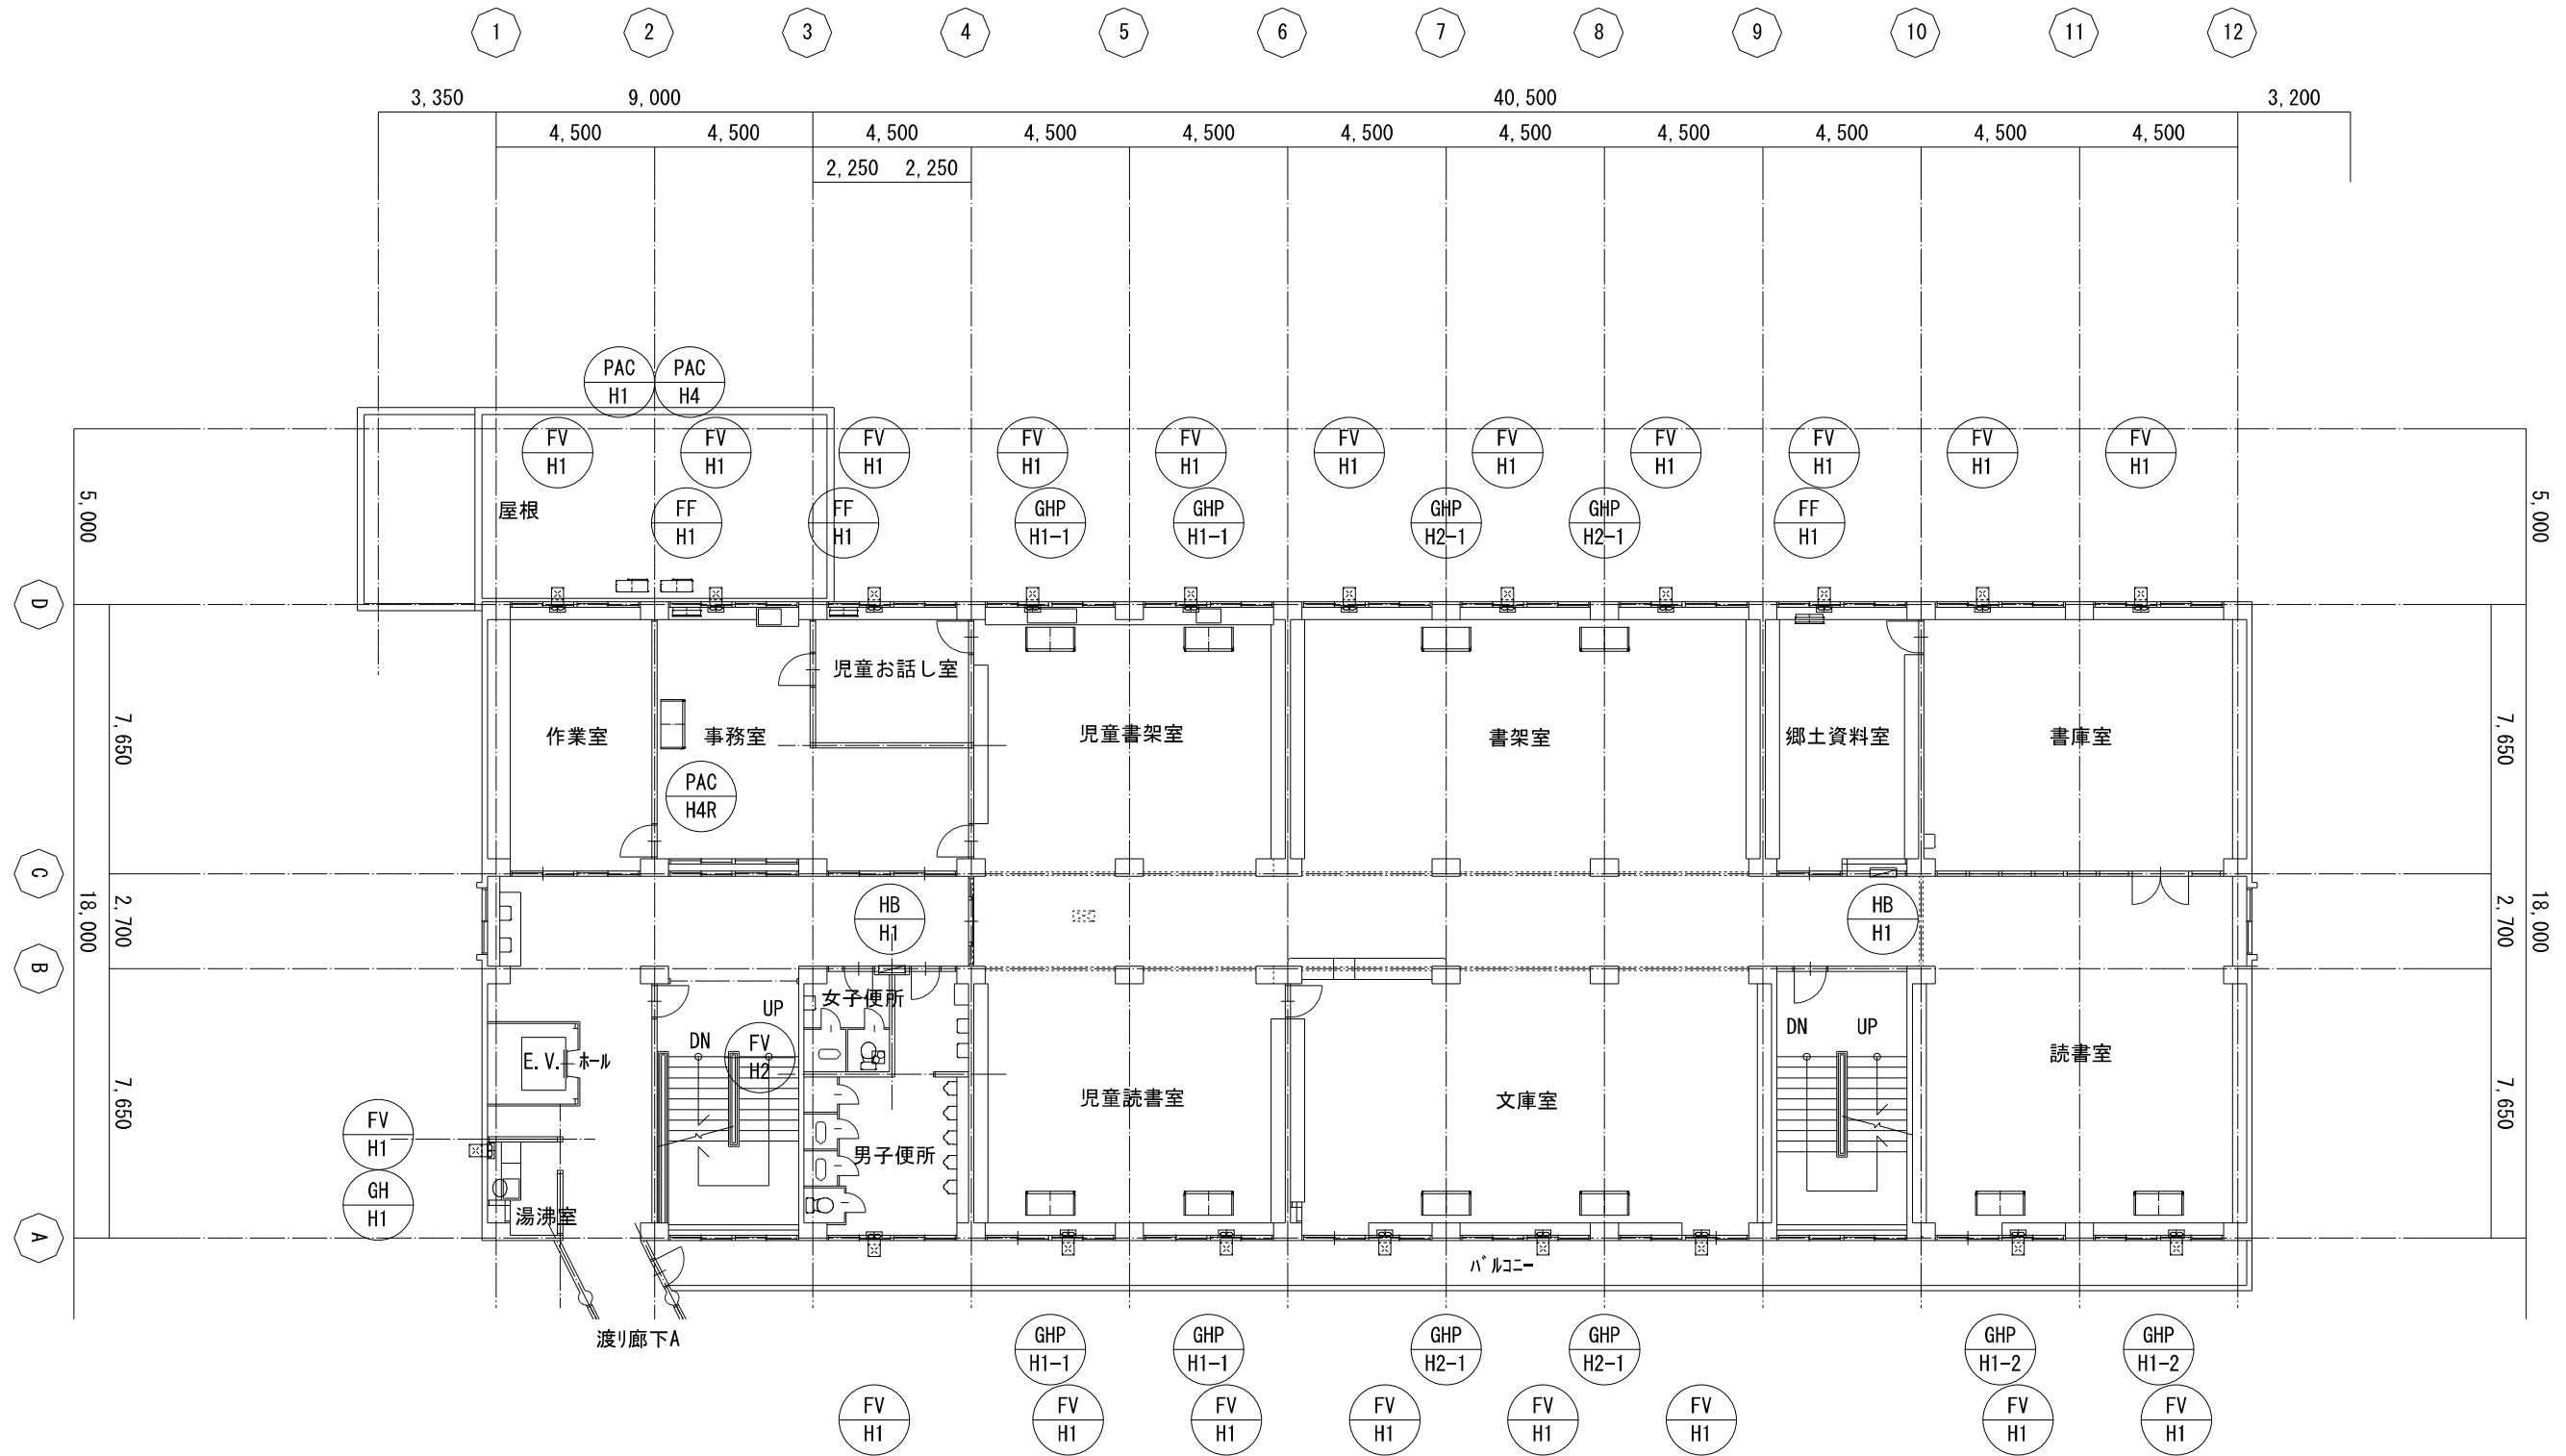 1 2 3 4 5 6 7 8 9 10 11 12
3,350 9,000 40,500 3,200
4,500 4,500 4,500 4,500 4,500 4,500 4,500 4,500 4,500 4,500 4,500
2,250 2,250
PAC H1
PAC H4
FV H1
FV H1
FV H1
FV H1
FV H1
FV H1
FV H1
FV H1
FV H1
FV H1
FV H1
屋根
FF H1
FF H1
GHP H1-1
GHP H1-1
GHP H2-1
GHP H2-1
FF H1
5,000
5,000
D
児童お話し室
作業室
事務室
児童書架室
書架室
郷土資料室
書庫室
7,650
7,650
PAC H4R
C
HB H1
HB H1
18,000
2,700
2,700
18,000
B
女子便所
UP
DN
FV H2
E.V.
ホール
DN
UP
読書室
児童読書室
文庫室
7,650
7,650
FV H1
GH H1
男子便所
湯沸室
A
バルコニー
渡り廊下A
GHP H1-1
GHP H1-1
GHP H2-1
GHP H2-1
GHP H1-2
GHP H1-2
FV H1
FV H1
FV H1
FV H1
FV H1
FV H1
FV H1
FV H1